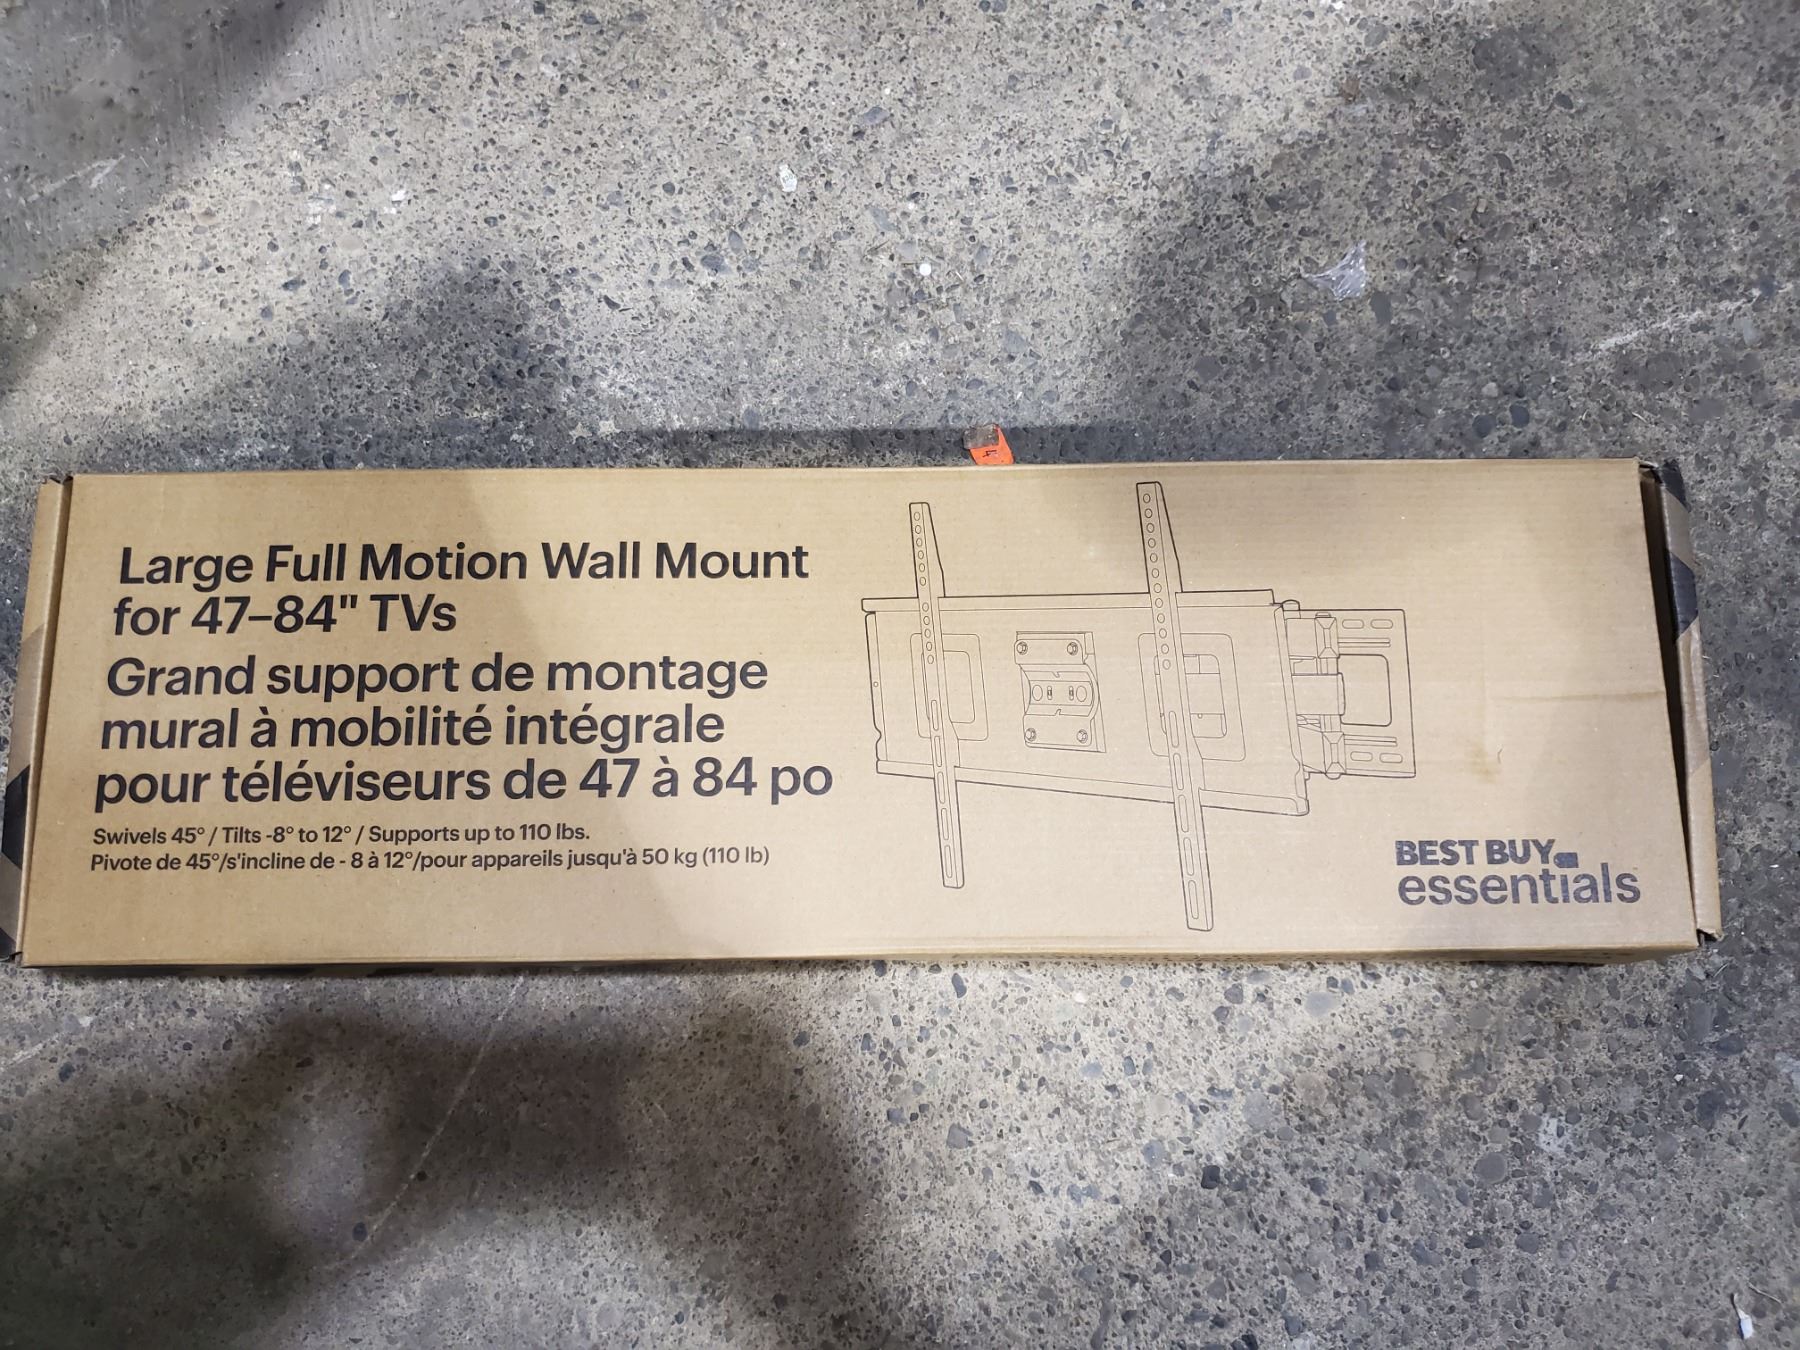 Large Full Motion Wall Mount
for 47–84" TVs
Grand support de montage
mural à mobilité intégrale
pour téléviseurs de 47 à 84 po
Swivels 45° / Tilts -8° to 12° / Supports up to 110 lbs.
Pivote de 45°/s'incline de - 8 à 12°/pour appareils jusqu'à 50 kg (110 lb)
BEST BUY
essentials